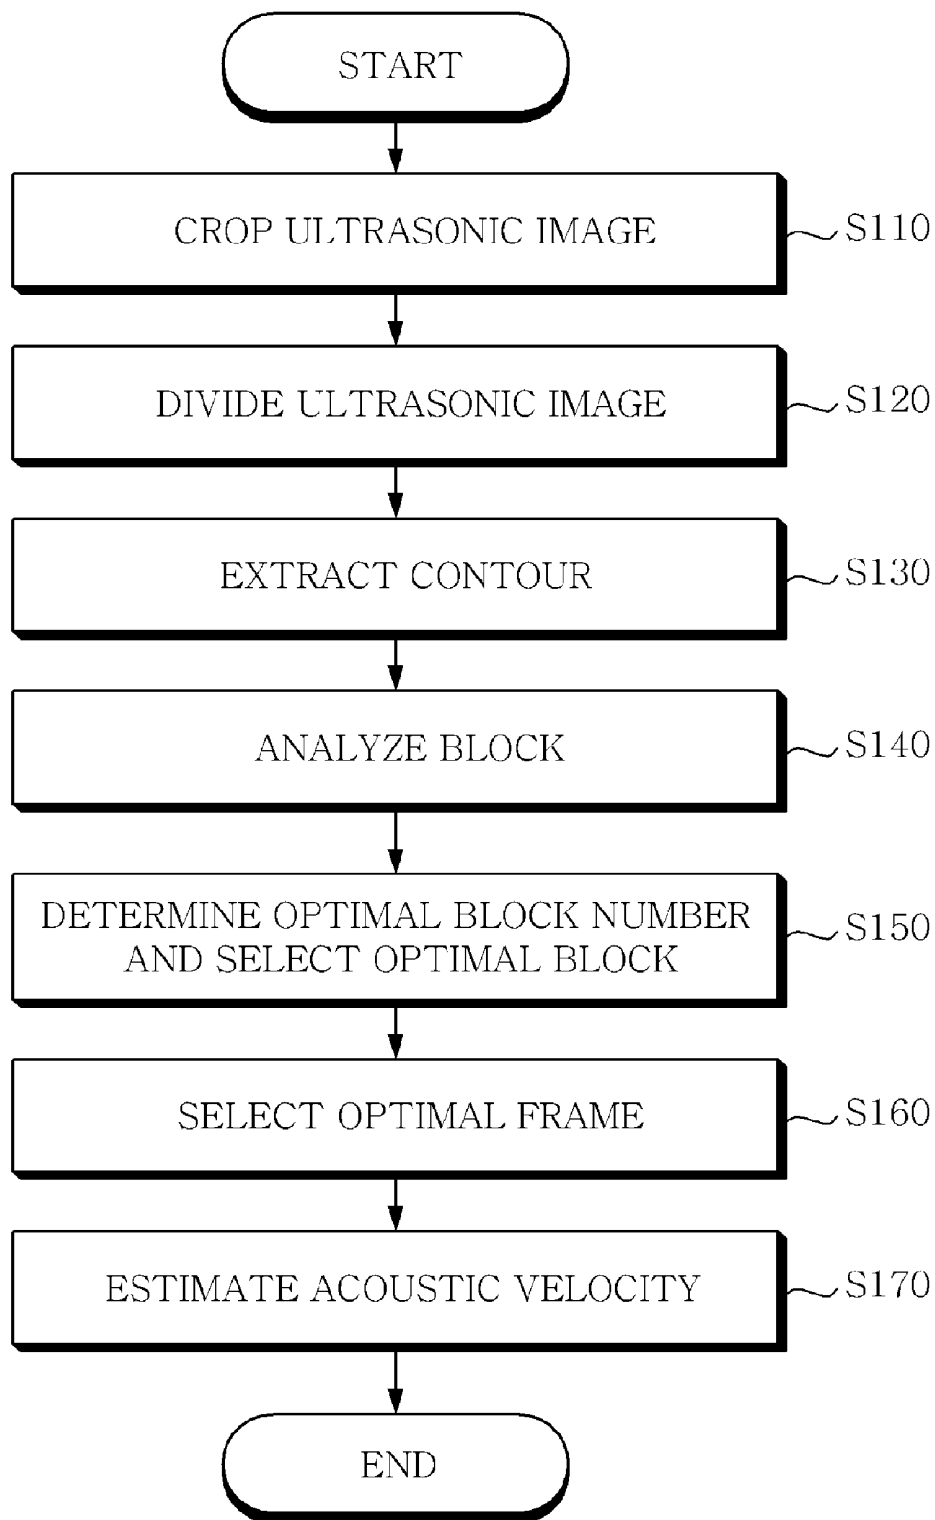 START
CROP ULTRASONIC IMAGE
S110
DIVIDE ULTRASONIC IMAGE
S120
EXTRACT CONTOUR
S130
ANALYZE BLOCK
S140
DETERMINE OPTIMAL BLOCK NUMBER
AND SELECT OPTIMAL BLOCK
S150
SELECT OPTIMAL FRAME
S160
ESTIMATE ACOUSTIC VELOCITY
S170
END